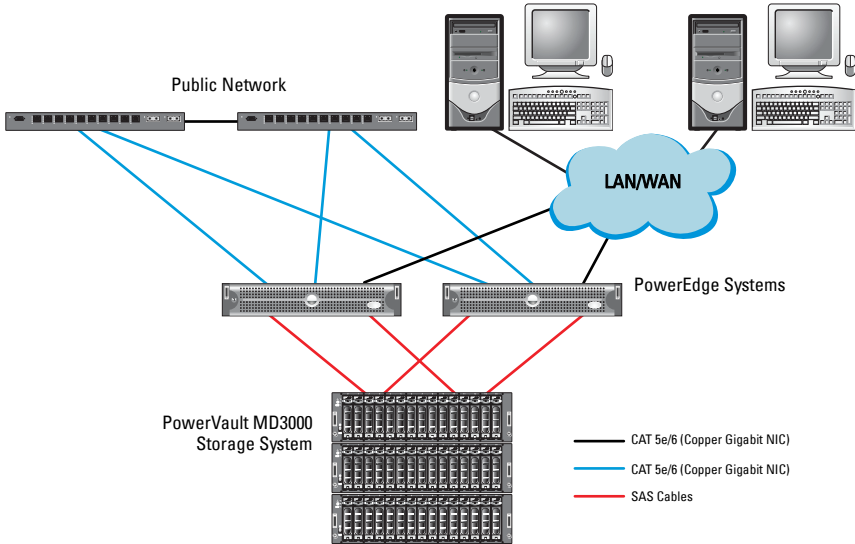 Public Network
LAN/WAN
PowerEdge Systems
PowerVault MD3000
Storage System
CAT 5e/6 (Copper Gigabit NIC)
CAT 5e/6 (Copper Gigabit NIC)
SAS Cables